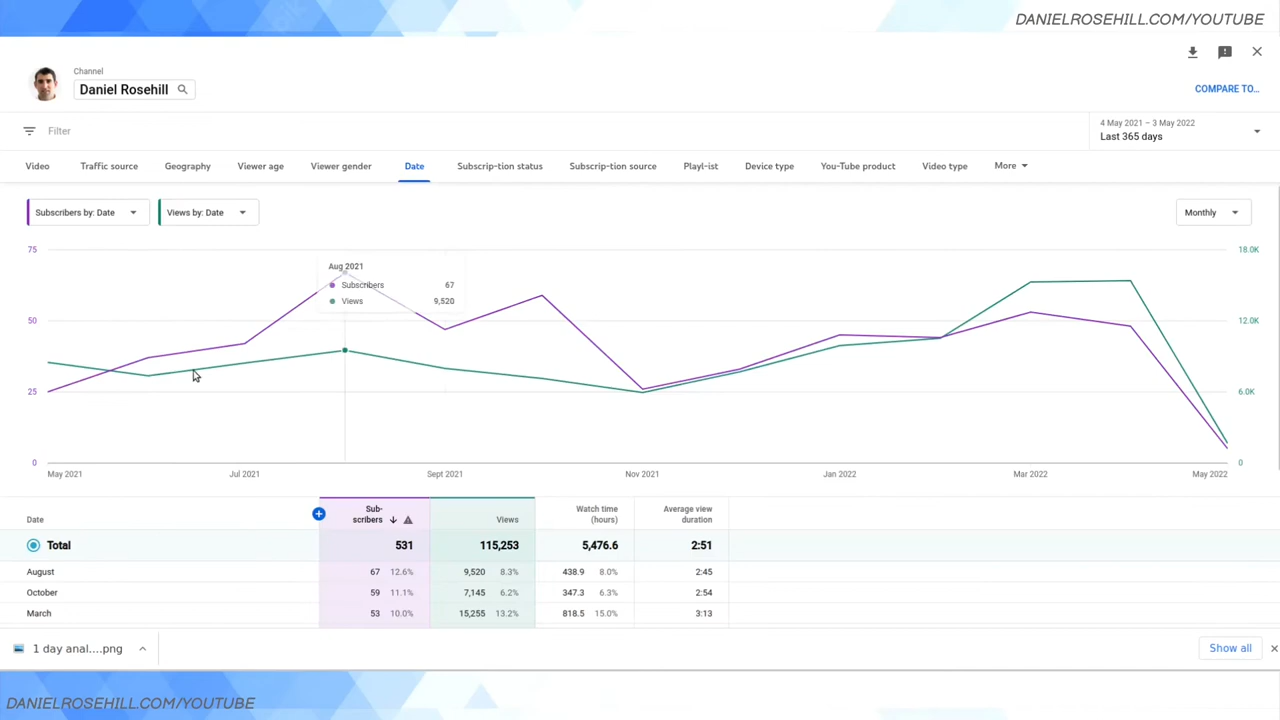 DANIELROSEHILL.COM/YOUTUBE
Channel
Daniel Rosehill
COMPARE TO...
Filter
4 May 2021 – 3 May 2022
Last 365 days
Video Traffic source Geography Viewer age Viewer gender Date Subscrip-tion status Subscrip-tion source Playl-ist Device type You-Tube product Video type More
Subscribers by: Date Views by: Date Monthly
75 18.0K
Aug 2021
Subscribers 67
Views 9,520
50 12.0K
25 6.0K
0 0
May 2021 Jul 2021 Sept 2021 Nov 2021 Jan 2022 Mar 2022 May 2022
Date Sub-
scribers Views Watch time
(hours) Average view
duration
Total 531 115,253 5,476.6 2:51
August 67 12.6% 9,520 8.3% 438.9 8.0% 2:45
October 59 11.1% 7,145 6.2% 347.3 6.3% 2:54
March 53 10.0% 15,255 13.2% 818.5 15.0% 3:13
1 day anal....png Show all
DANIELROSEHILL.COM/YOUTUBE